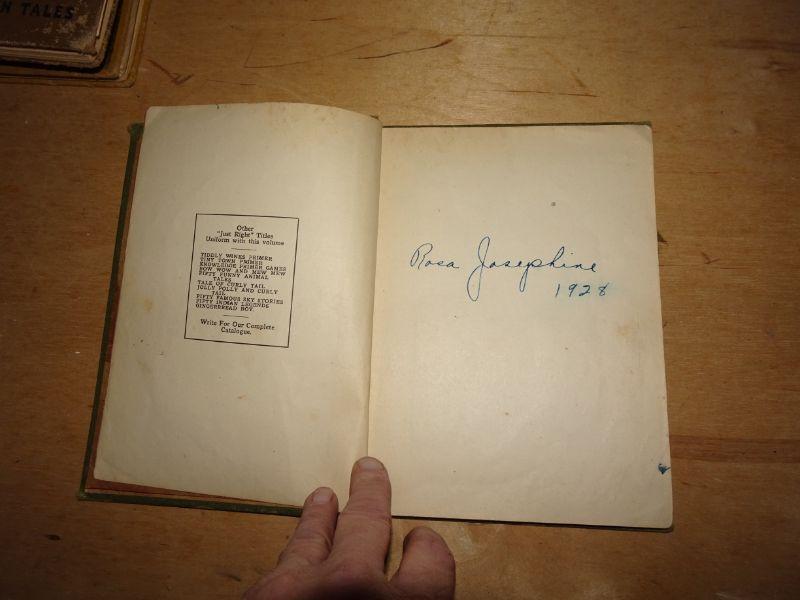 N TALES
Other
"Just Right" Titles
Uniform with this volume
TIDDLY WINKS PRIMER
TINY TOWN PRIMER
KNOWLEDGE PRIMER GAMES
BOW WOW AND MEW MEW
FIFTY FUNNY ANIMAL
TALES
TALE OF CURLY TAIL
JOLLY POLLY AND CURLY
TAIL
FIFTY FAMOUS SKY STORIES
FIFTY INDIAN LEGENDS
GINGERBREAD BOY
Write For Our Complete
Catalogue.
Rosa Josephine
1928